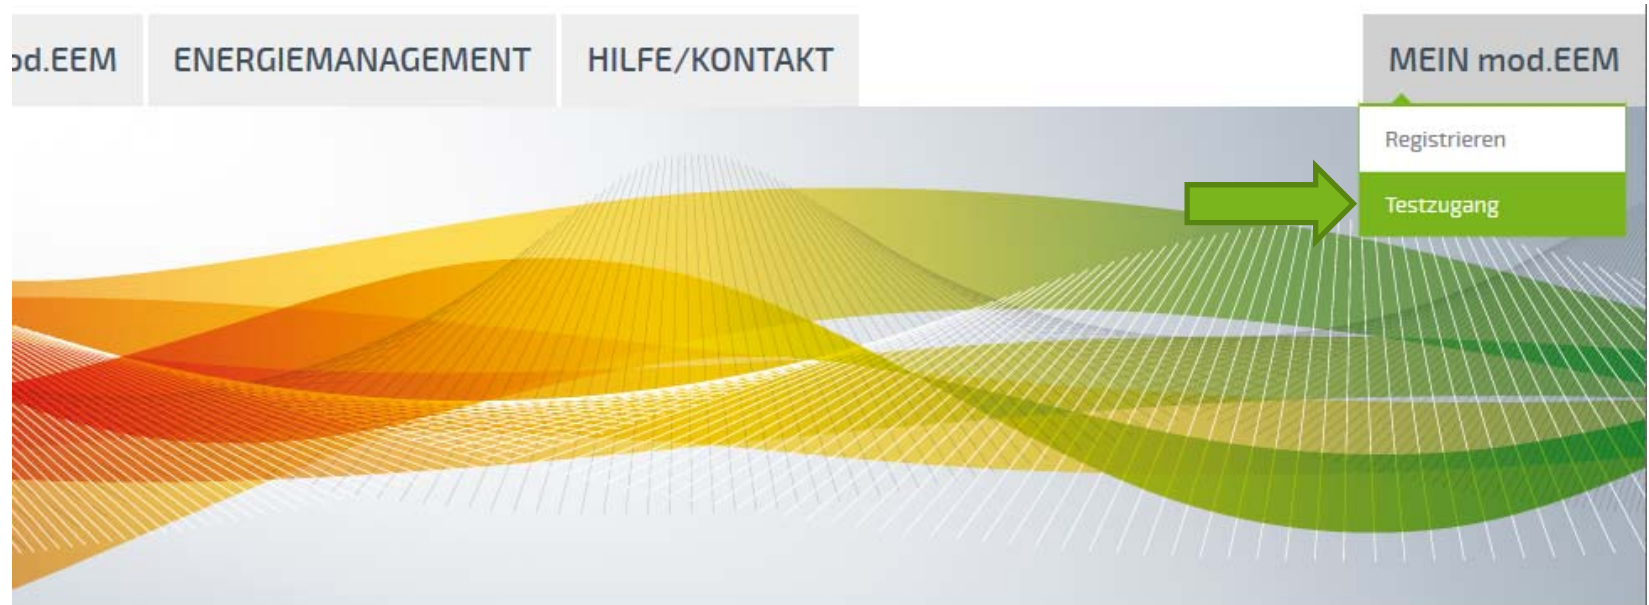 od.EEM ENERGIEMANAGEMENT HILFE/KONTAKT MEIN mod.EEM
Registrieren
Testzugang